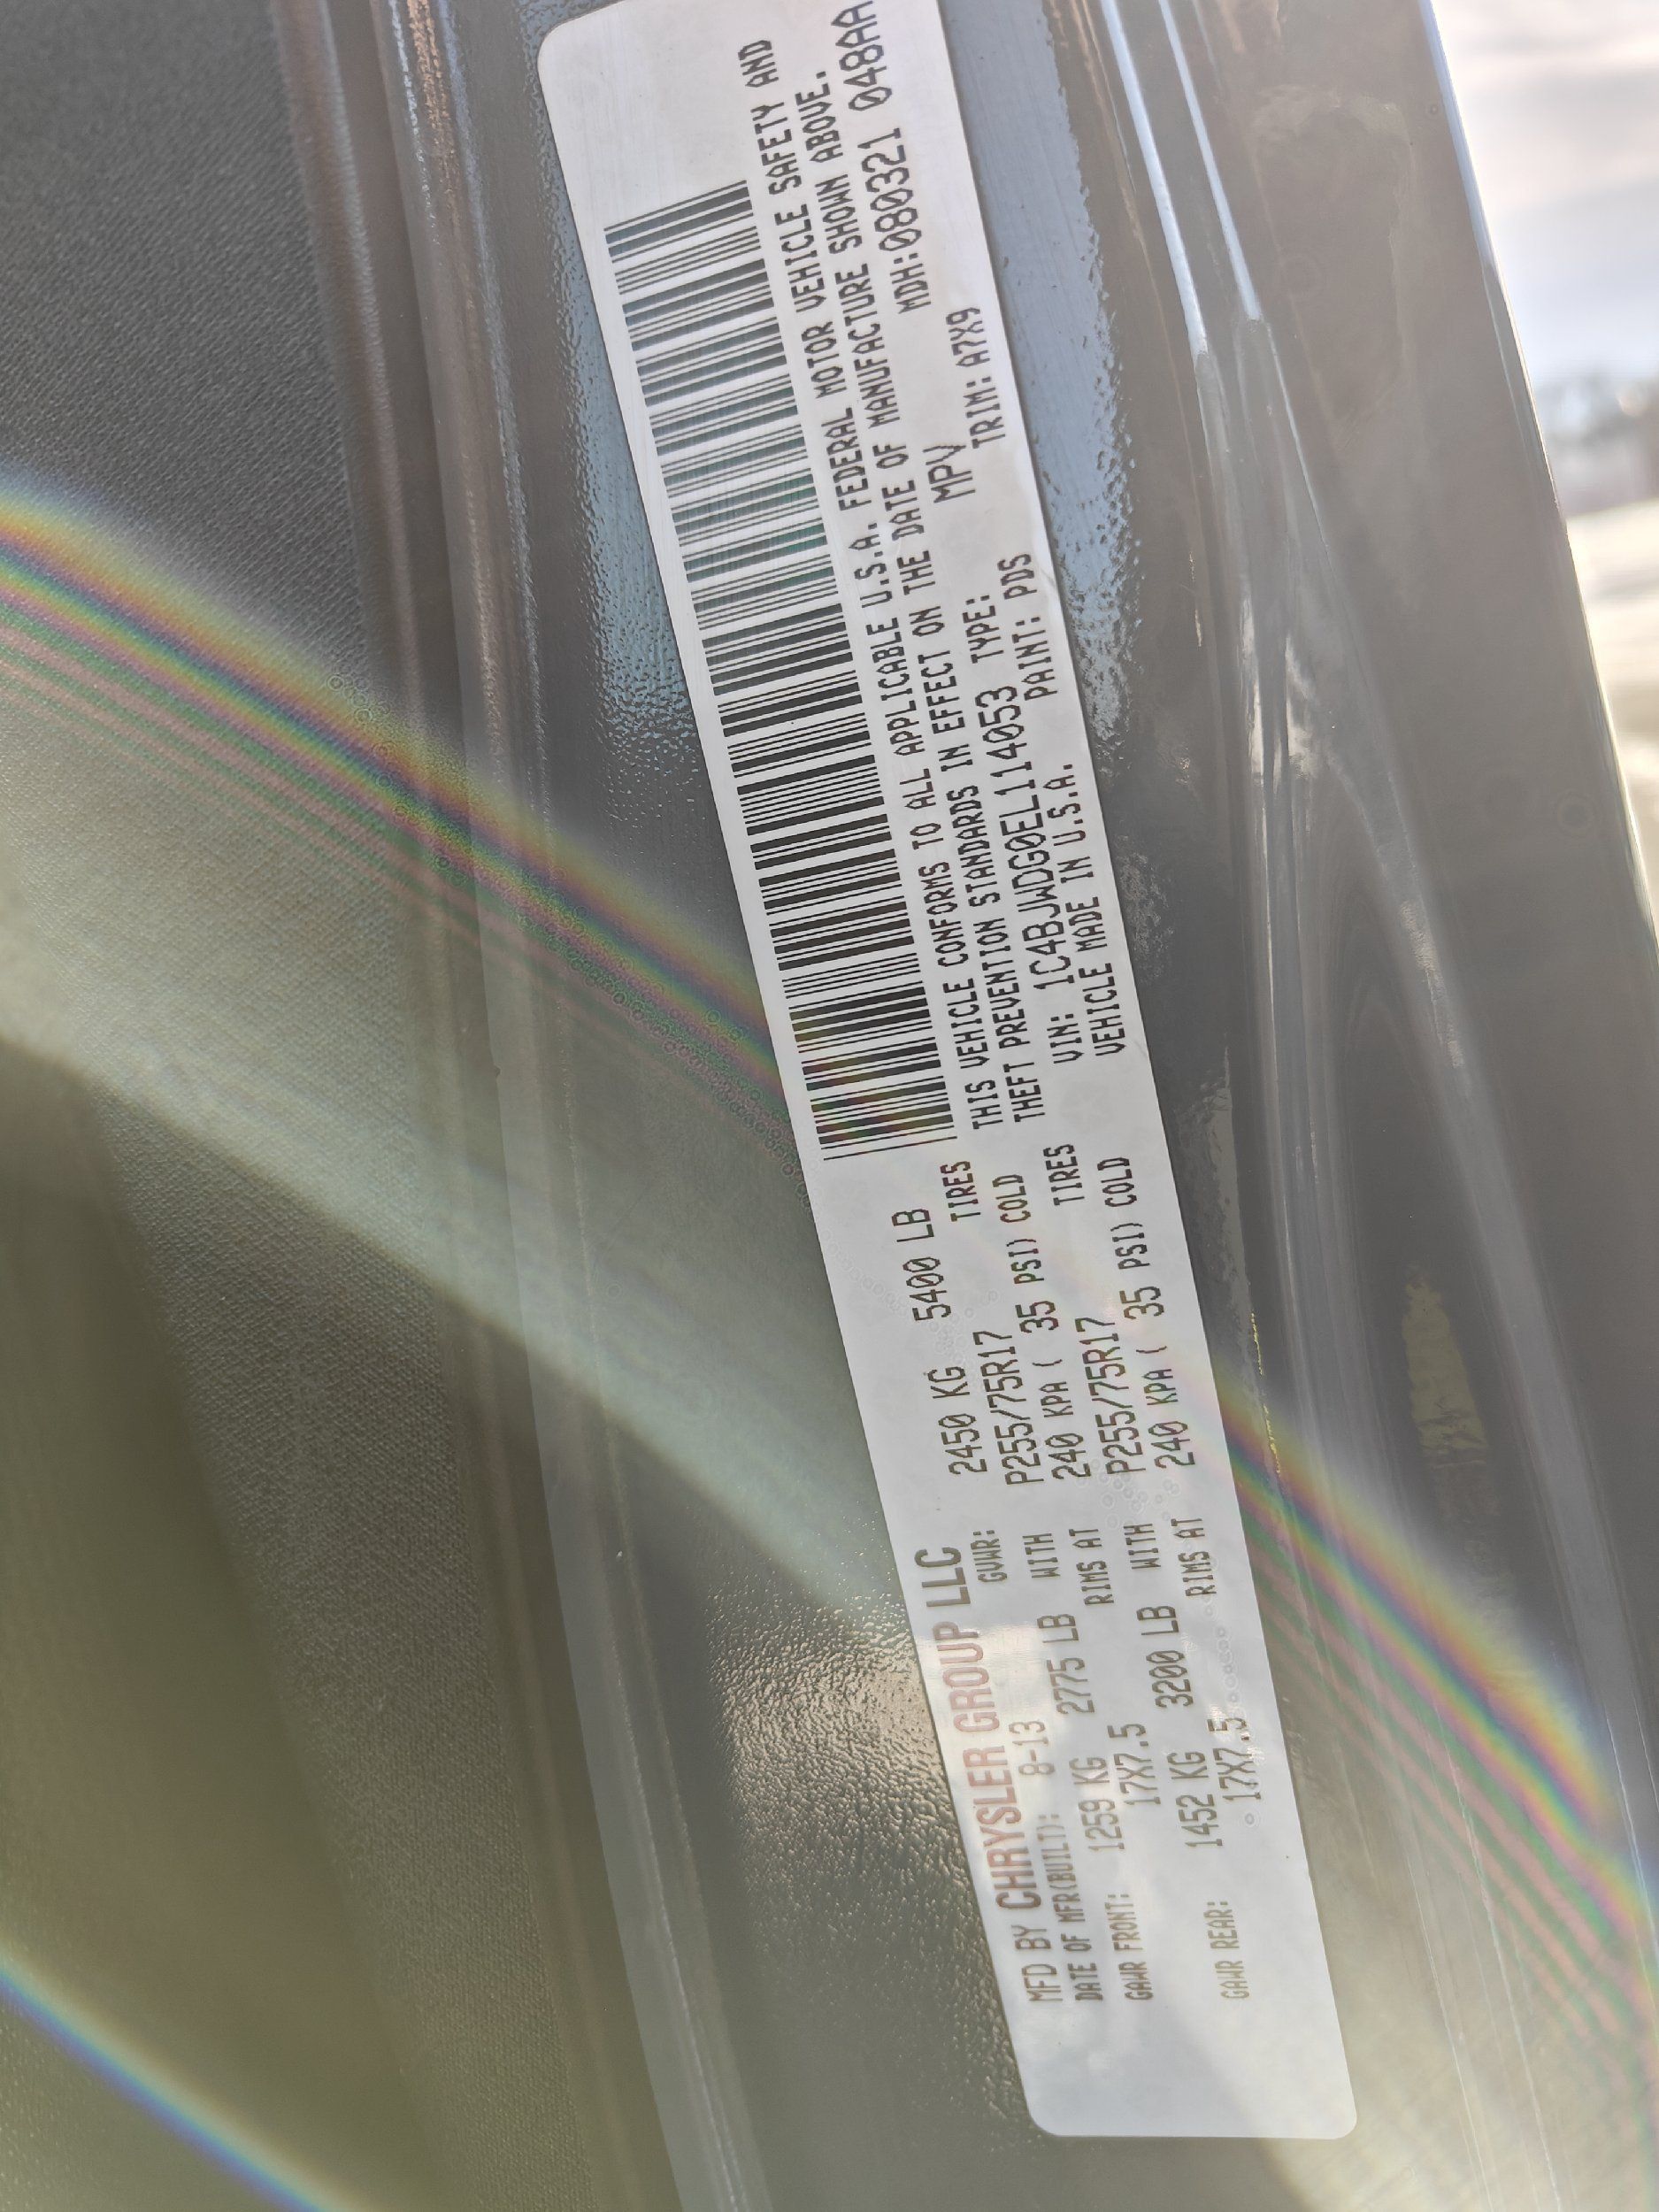 MFD BY CHRYSLER GROUP LLC
DATE OF MFR(BUILT): 8-13 GVWR: 2450 KG 5400 LB
GAWR FRONT: 1259 KG 2775 LB WITH P255/75R17 TIRES
17X7.5 RIMS AT 240 KPA ( 35 PSI) COLD
GAWR REAR: 1452 KG 3200 LB WITH P255/75R17 TIRES
17X7.5 RIMS AT 240 KPA ( 35 PSI) COLD
THIS VEHICLE CONFORMS TO ALL APPLICABLE U.S.A. FEDERAL MOTOR VEHICLE SAFETY AND
THEFT PREVENTION STANDARDS IN EFFECT ON THE DATE OF MANUFACTURE SHOWN ABOVE.
MDH:080321 048AA
VIN: 1C4BJWDG0EL114053 TYPE: MPV
VEHICLE MADE IN U.S.A. PAINT: PDS TRIM: A7X9